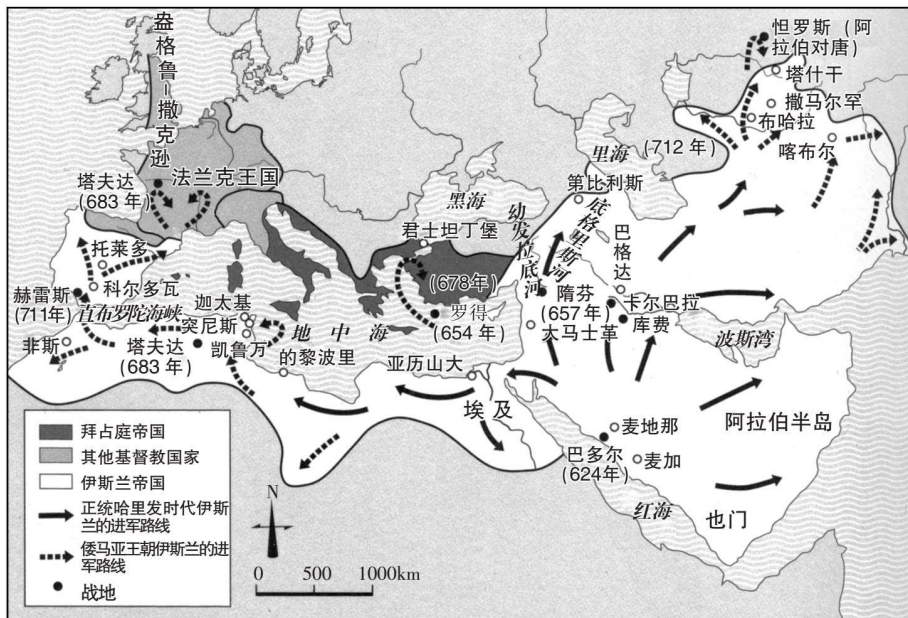 盎格鲁-撒克逊
塔夫达
(683年)
法兰克王国
托莱多
科尔多瓦
赫雷斯
(711年)
直布罗陀海峡
非斯
塔夫达
(683年)
迦太基
突尼斯
凯鲁万
地中海
的黎波里
亚历山大
埃及
君士坦丁堡
(678年)
罗得
(654年)
黑海
里海
第比利斯
幼发拉底河
底格里斯河
巴格达
隋芬
(657年)
大马士革
卡尔巴拉
库费
波斯湾
(712年)
怛罗斯(阿
拉伯对唐)
塔什干
撒马尔罕
布哈拉
喀布尔
麦地那
巴多尔
(624年)
麦加
阿拉伯半岛
红海
也门
拜占庭帝国
其他基督教国家
伊斯兰帝国
正统哈里发时代伊斯
兰的进军路线
倭马亚王朝伊斯兰的进
军路线
战地
N
0 500 1000km